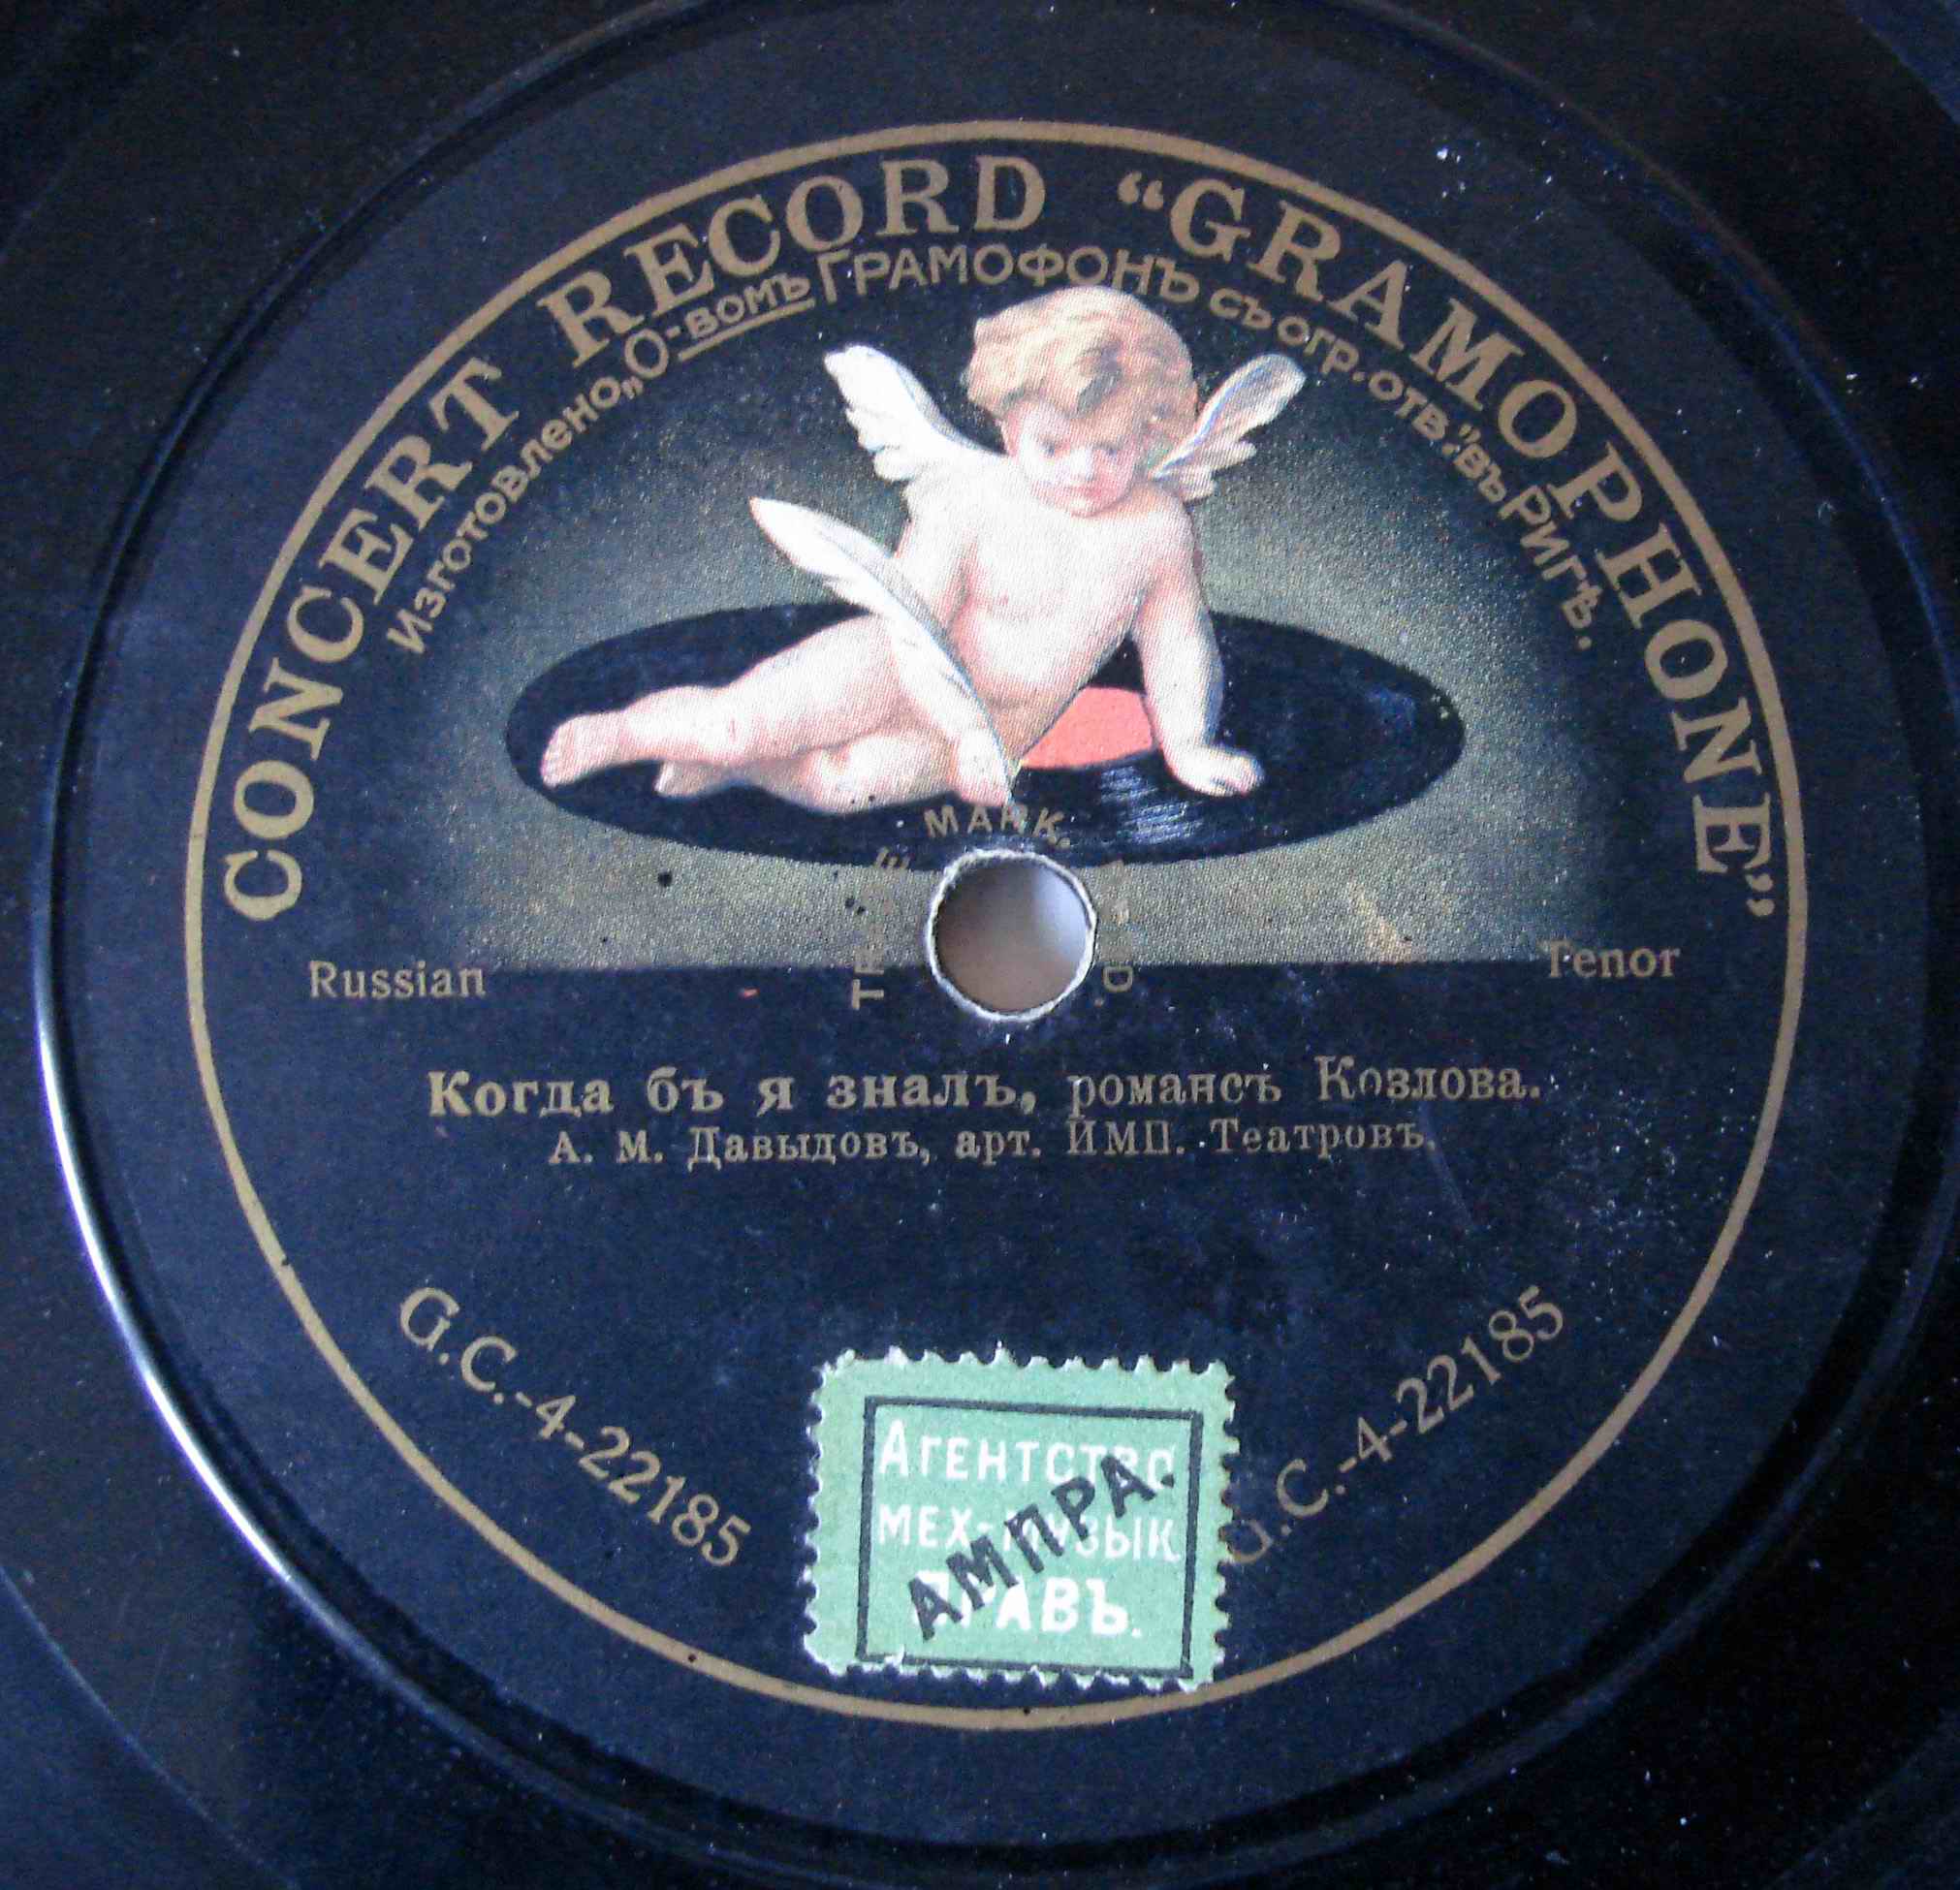 CONCERT RECORD “GRAMOPHONE”
Изготовлено „О-вомъ ГРАМОФОНЪ съ огр. отв.” въ Ригѣ.
TRADE MARK.
Russian
Tenor
Когда бъ я зналъ, романсъ Козлова.
А. М. Давыдовъ, арт. ИМП. Театровъ.
G.C.-4-22185
G.C.-4-22185
Агентство
мех-музык.
Правъ.
АМПРА.